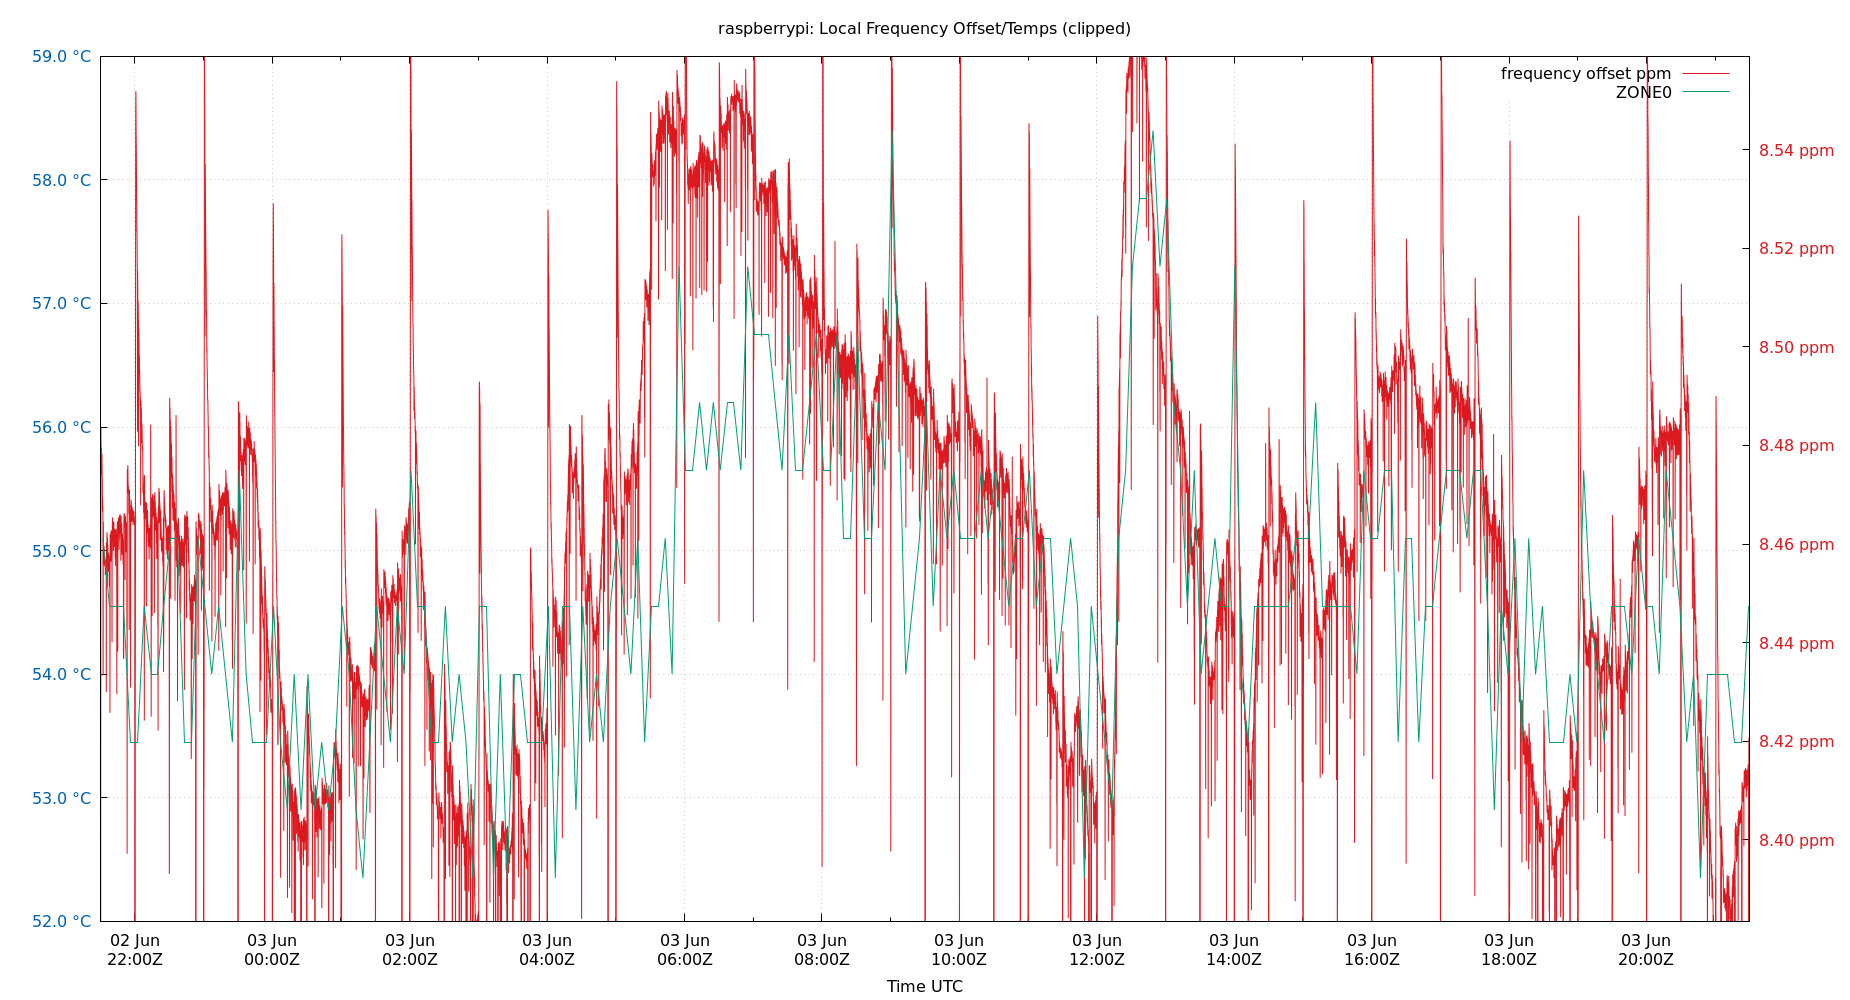 raspberrypi: Local Frequency Offset/Temps (clipped)
frequency offset ppm
ZONE0
59.0 °C
58.0 °C
57.0 °C
56.0 °C
55.0 °C
54.0 °C
53.0 °C
52.0 °C
8.54 ppm
8.52 ppm
8.50 ppm
8.48 ppm
8.46 ppm
8.44 ppm
8.42 ppm
8.40 ppm
02 Jun
22:00Z
03 Jun
00:00Z
03 Jun
02:00Z
03 Jun
04:00Z
03 Jun
06:00Z
03 Jun
08:00Z
03 Jun
10:00Z
03 Jun
12:00Z
03 Jun
14:00Z
03 Jun
16:00Z
03 Jun
18:00Z
03 Jun
20:00Z
Time UTC